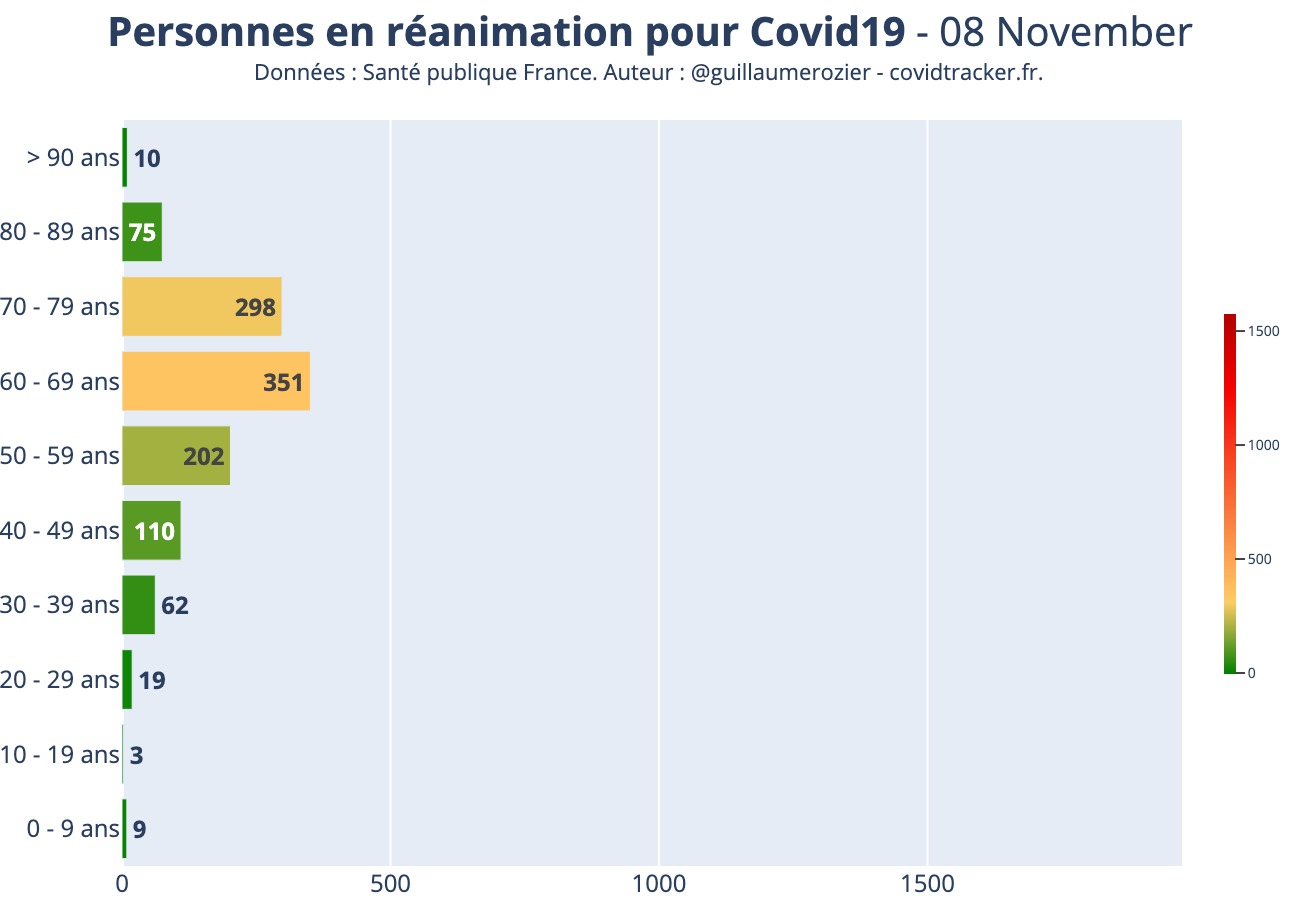 Personnes en réanimation pour Covid19 - 08 November
Données : Santé publique France. Auteur : @guillaumerozier - covidtracker.fr.
> 90 ans 10
80 - 89 ans 75
70 - 79 ans 298
60 - 69 ans 351
50 - 59 ans 202
40 - 49 ans 110
30 - 39 ans 62
20 - 29 ans 19
10 - 19 ans 3
0 - 9 ans 9
0 500 1000 1500
1500
1000
500
0